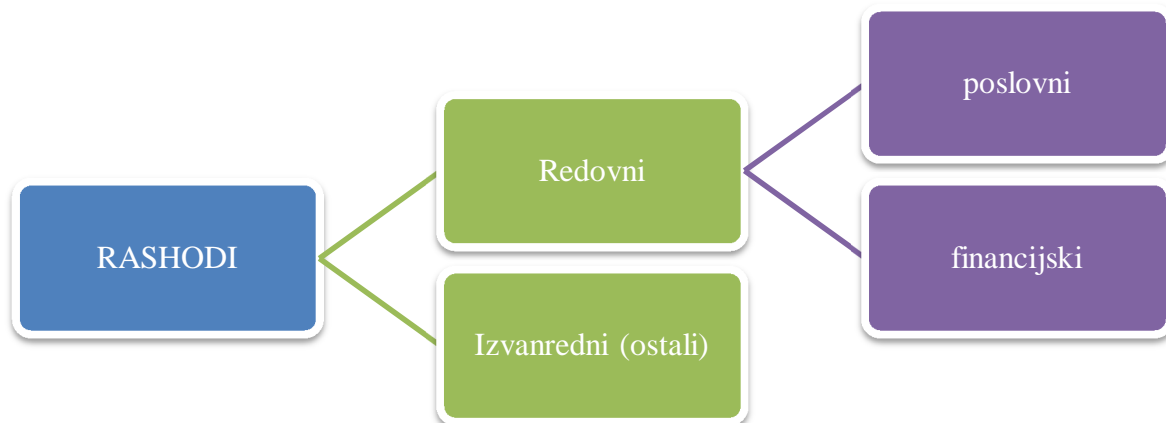 RASHODI
Redovni
Izvanredni (ostali)
poslovni
financijski